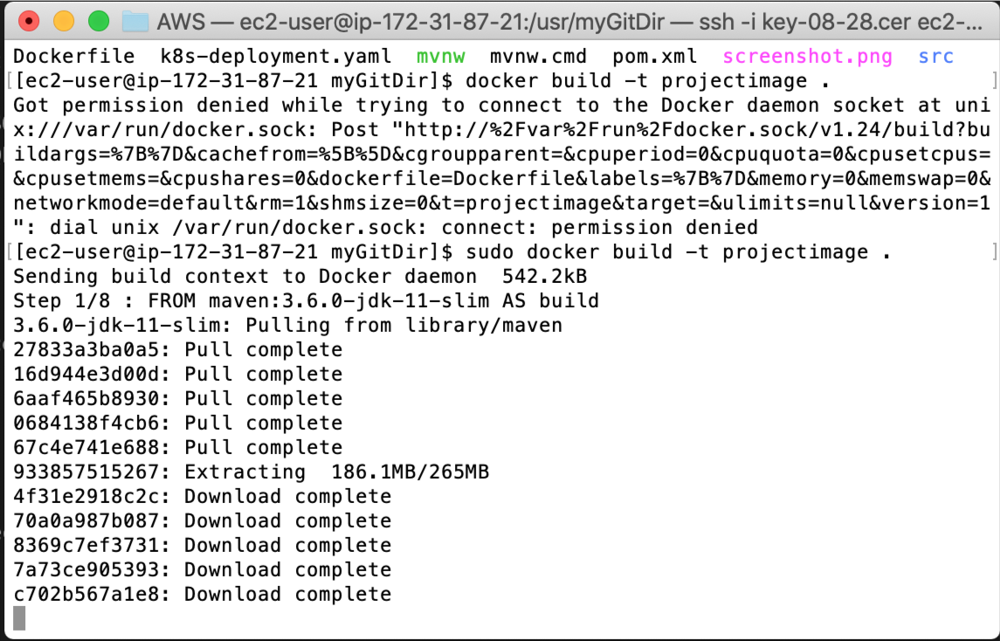 AWS — ec2-user@ip-172-31-87-21:/usr/myGitDir — ssh -i key-08-28.cer ec2-...
Dockerfile  k8s-deployment.yaml  mvnw  mvnw.cmd  pom.xml  screenshot.png  src
[[ec2-user@ip-172-31-87-21 myGitDir]$ docker build -t projectimage . ]
Got permission denied while trying to connect to the Docker daemon socket at uni
x:///var/run/docker.sock: Post "http://%2Fvar%2Frun%2Fdocker.sock/v1.24/build?bu
ildargs=%7B%7D&cachefrom=%5B%5D&cgroupparent=&cpuperiod=0&cpuquota=0&cpusetcpus=
&cpusetmems=&cpushares=0&dockerfile=Dockerfile&labels=%7B%7D&memory=0&memswap=0&
networkmode=default&rm=1&shmsize=0&t=projectimage&target=&ulimits=null&version=1
": dial unix /var/run/docker.sock: connect: permission denied
[[ec2-user@ip-172-31-87-21 myGitDir]$ sudo docker build -t projectimage . ]
Sending build context to Docker daemon  542.2kB
Step 1/8 : FROM maven:3.6.0-jdk-11-slim AS build
3.6.0-jdk-11-slim: Pulling from library/maven
27833a3ba0a5: Pull complete
16d944e3d00d: Pull complete
6aaf465b8930: Pull complete
0684138f4cb6: Pull complete
67c4e741e688: Pull complete
933857515267: Extracting  186.1MB/265MB
4f31e2918c2c: Download complete
70a0a987b087: Download complete
8369c7ef3731: Download complete
7a73ce905393: Download complete
c702b567a1e8: Download complete